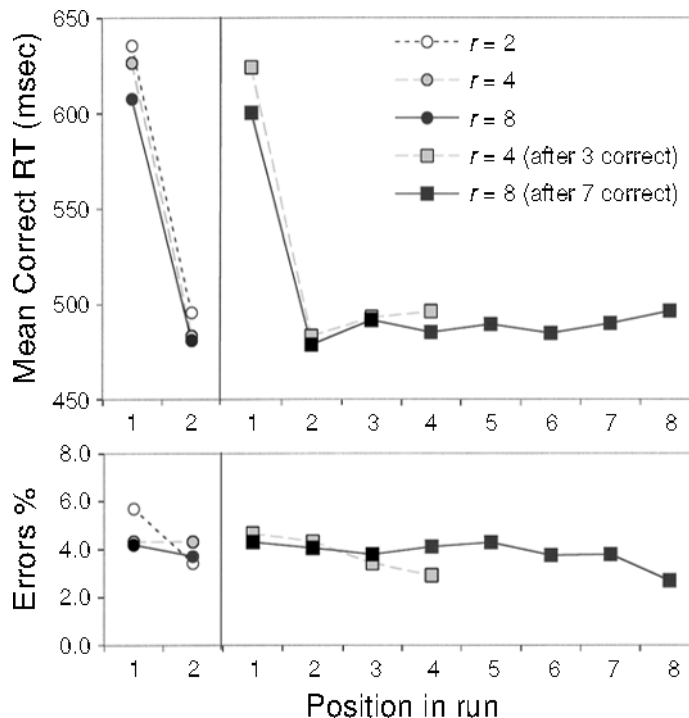 650
600
550
500
450
Mean Correct RT (msec)
r = 2
r = 4
r = 8
r = 4 (after 3 correct)
r = 8 (after 7 correct)
1 2 1 2 3 4 5 6 7 8
8.0
6.0
4.0
2.0
0.0
Errors %
1 2 1 2 3 4 5 6 7 8
Position in run